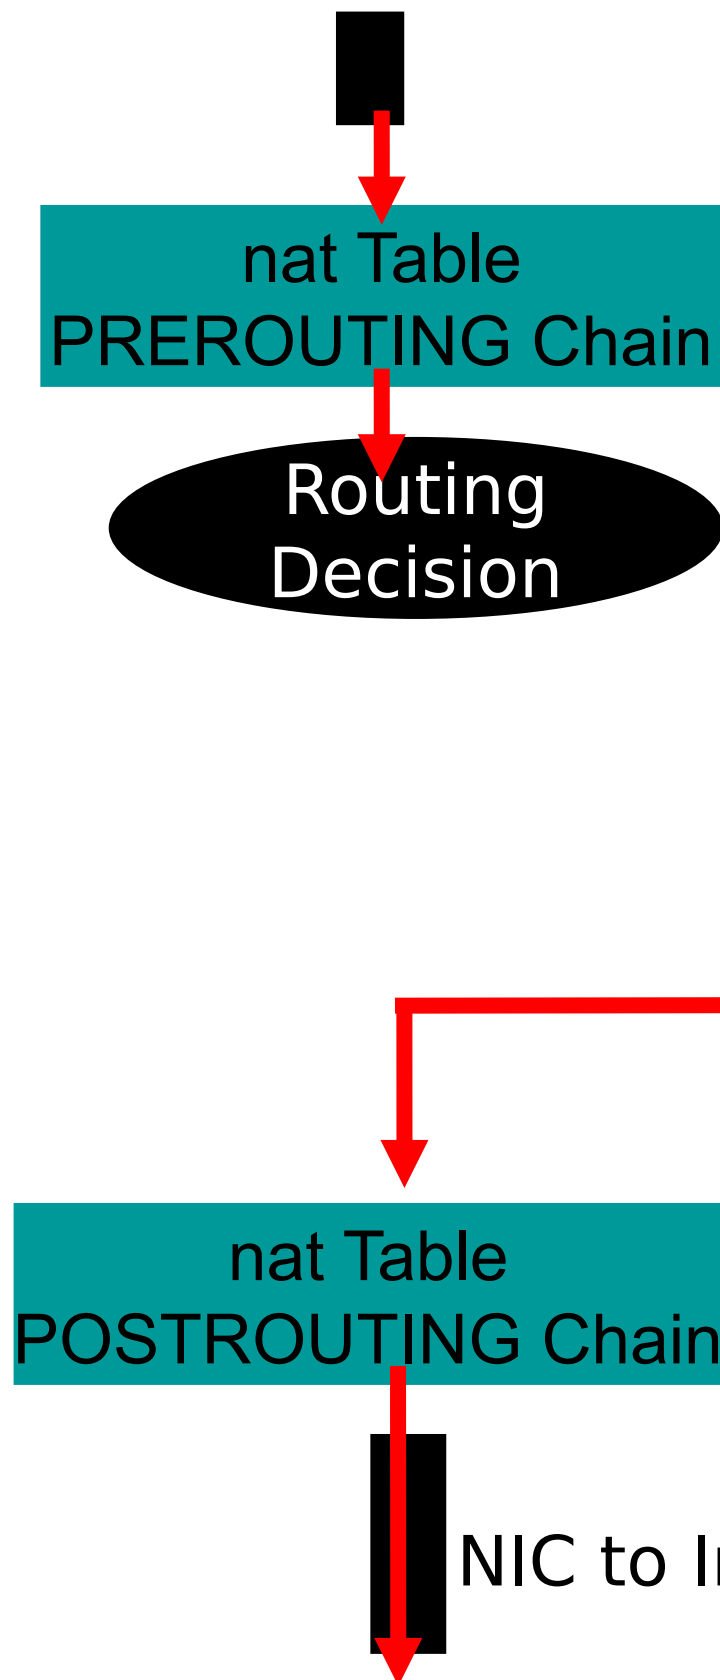 nat Table
PREROUTING Chain
Routing
Decision
nat Table
POSTROUTING Chain
NIC to